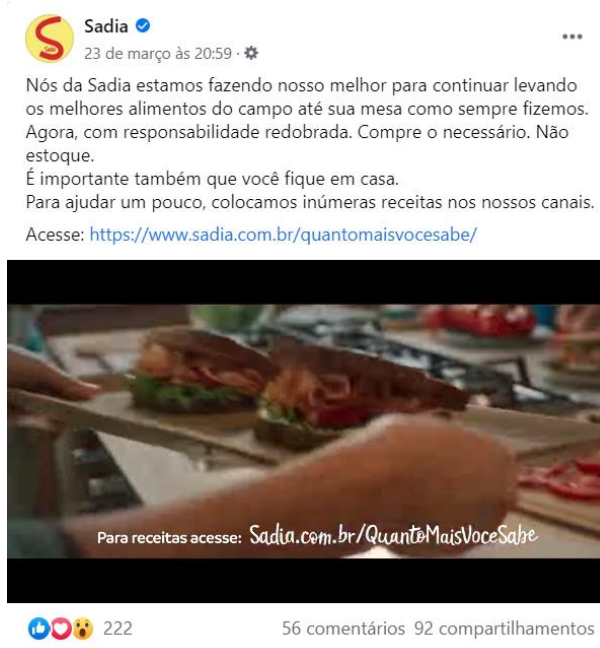 Sadia
23 de março às 20:59 ·
Nós da Sadia estamos fazendo nosso melhor para continuar levando
os melhores alimentos do campo até sua mesa como sempre fizemos.
Agora, com responsabilidade redobrada. Compre o necessário. Não
estoque.
É importante também que você fique em casa.
Para ajudar um pouco, colocamos inúmeras receitas nos nossos canais.
Acesse: https://www.sadia.com.br/quantomaisvocesabe/
Para receitas acesse: Sadia.com.br/QuantoMaisVoceSabe
222
56 comentários 92 compartilhamentos